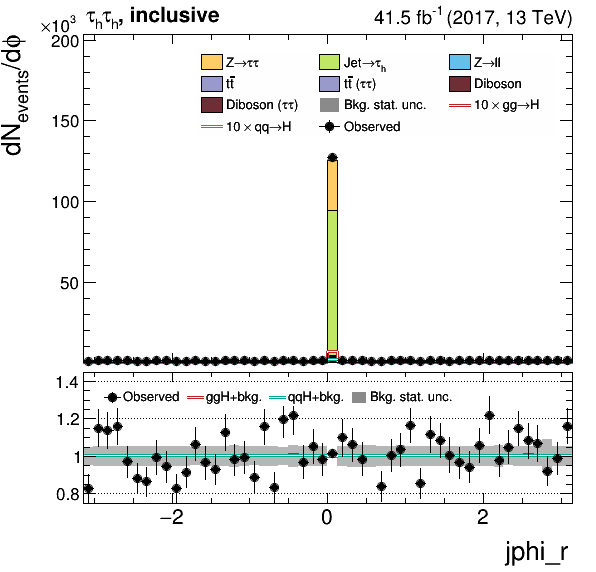 ×10³ τₕτₕ, inclusive 41.5 fb⁻¹ (2017, 13 TeV)
dN_events/dϕ
200
150
100
50
Z→ττ Jet→τₕ Z→ll
tt̄ tt̄ (ττ) Diboson
Diboson (ττ) Bkg. stat. unc. 10 × gg→H
10 × qq→H Observed
1.4
1.2
1
0.8
Observed ggH+bkg. qqH+bkg. Bkg. stat. unc.
−2 0 2
jphi_r